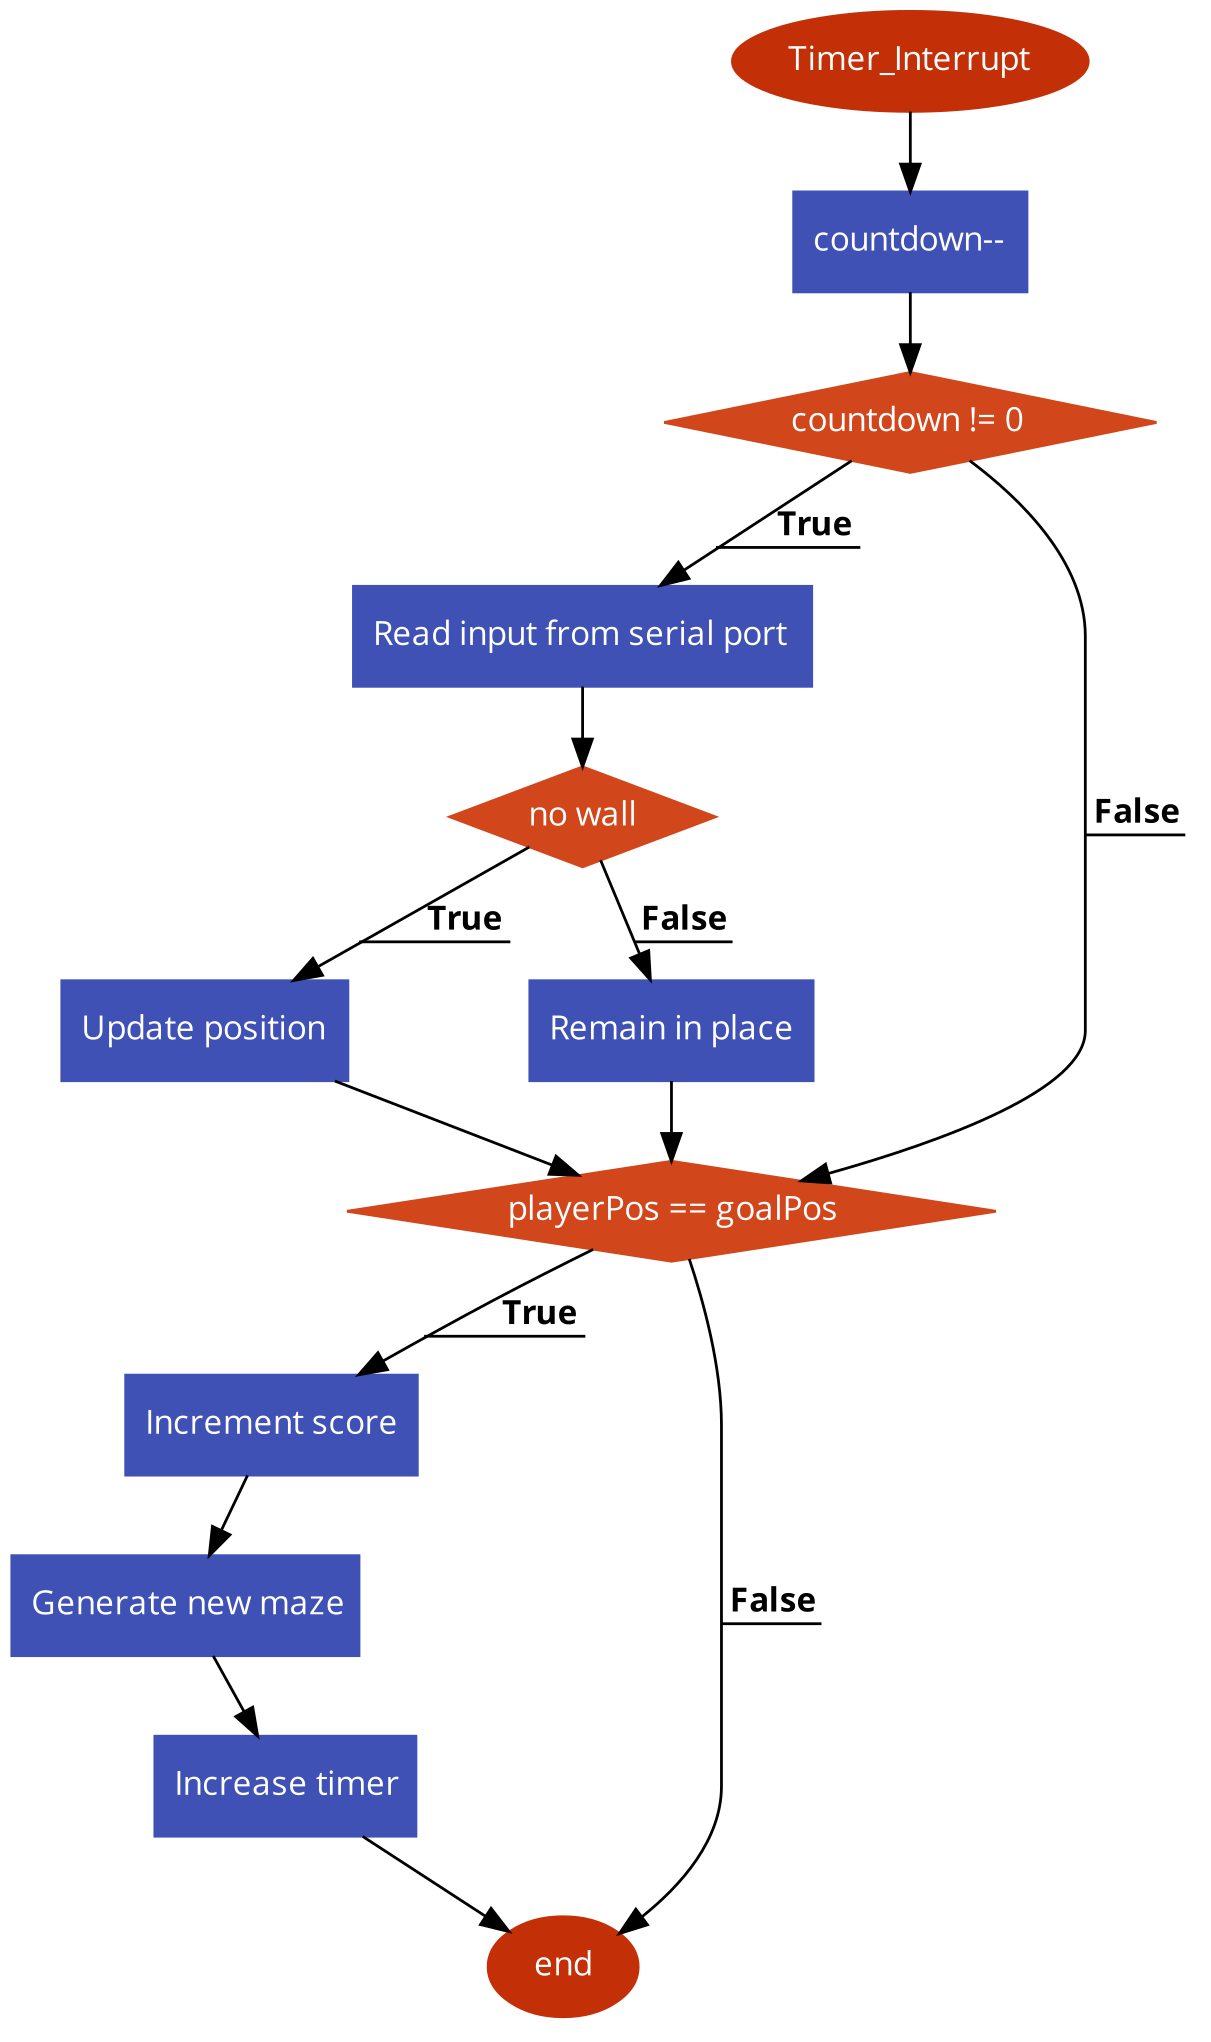 Timer_Interrupt
countdown--
countdown != 0
True
Read input from serial port
False
no wall
True
False
Update position
Remain in place
playerPos == goalPos
True
Increment score
Generate new maze
False
Increase timer
end